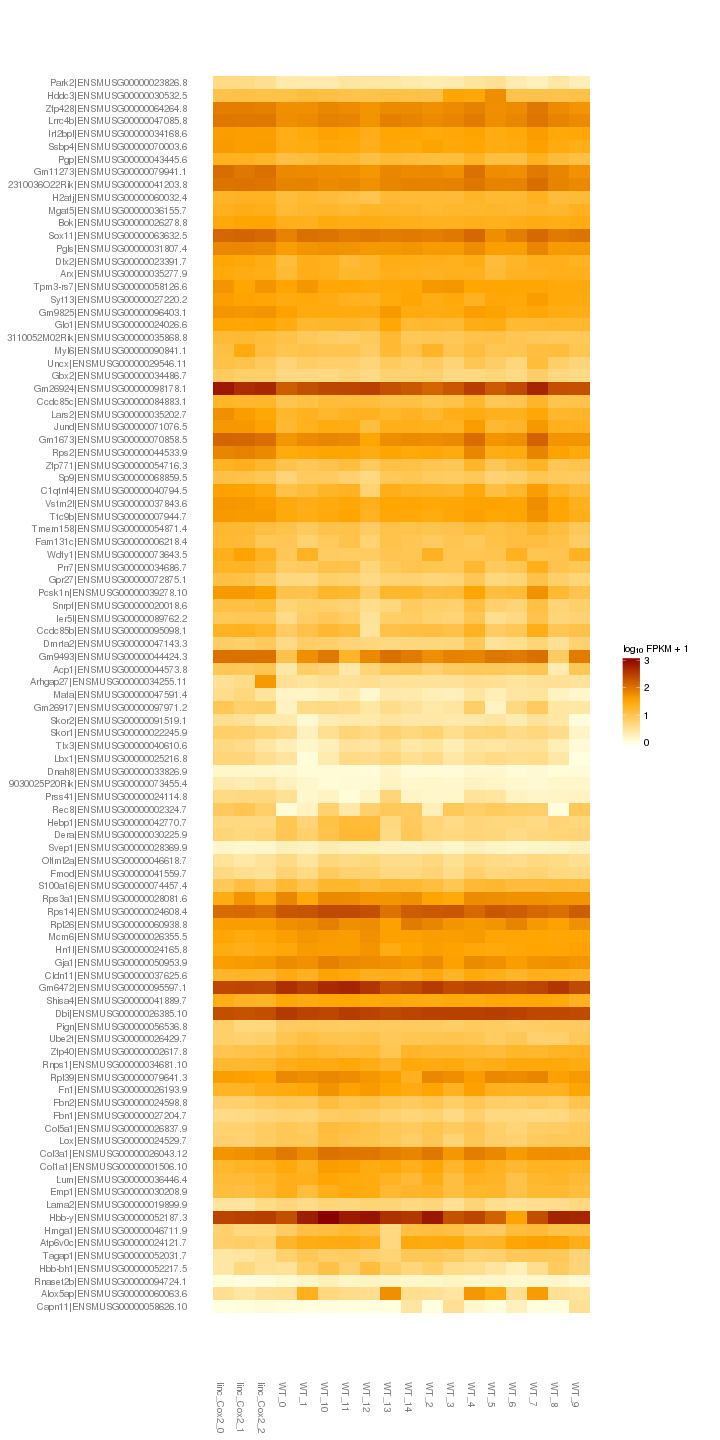 Park2|ENSMUSG00000023826.8
Hddc3|ENSMUSG00000030532.5
Zfp428|ENSMUSG00000064264.8
Lrrc4b|ENSMUSG00000047085.8
Irf2bpl|ENSMUSG00000034168.6
Ssbp4|ENSMUSG00000070003.6
Pgp|ENSMUSG00000043445.6
Gm11273|ENSMUSG00000079941.1
2310036O22Rik|ENSMUSG00000041203.8
H2afj|ENSMUSG00000060032.4
Mgat5|ENSMUSG00000036155.7
Bok|ENSMUSG00000026278.8
Sox11|ENSMUSG00000063632.5
Pgls|ENSMUSG00000031807.4
Dlx2|ENSMUSG00000023391.7
Arx|ENSMUSG00000035277.9
Tpm3-rs7|ENSMUSG00000058126.6
Syt13|ENSMUSG00000027220.2
Gm9825|ENSMUSG00000096403.1
Glo1|ENSMUSG00000024026.6
3110052M02Rik|ENSMUSG00000035868.8
Myl6|ENSMUSG00000090841.1
Uncx|ENSMUSG00000029546.11
Gbx2|ENSMUSG00000034486.7
Gm26924|ENSMUSG00000098178.1
Ccdc85c|ENSMUSG00000084883.1
Lars2|ENSMUSG00000035202.7
Jund|ENSMUSG00000071076.5
Gm1673|ENSMUSG00000070858.5
Rps2|ENSMUSG00000044533.9
Zfp771|ENSMUSG00000054716.3
Sp9|ENSMUSG00000068859.5
C1qtnf4|ENSMUSG00000040794.5
Vstm2l|ENSMUSG00000037843.6
Ttc9b|ENSMUSG00000007944.7
Tmem158|ENSMUSG00000054871.4
Fam131c|ENSMUSG00000006218.4
Wdfy1|ENSMUSG00000073643.5
Prr7|ENSMUSG00000034686.7
Gpr27|ENSMUSG00000072875.1
Pcsk1n|ENSMUSG00000039278.10
Snrpf|ENSMUSG00000020018.6
Ier5l|ENSMUSG00000089762.2
Ccdc85b|ENSMUSG00000095098.1
Dmrta2|ENSMUSG00000047143.3
Gm9493|ENSMUSG00000044424.3
Acp1|ENSMUSG00000044573.8
Arhgap27|ENSMUSG00000034255.11
Mafa|ENSMUSG00000047591.4
Gm26917|ENSMUSG00000097971.2
Skor2|ENSMUSG00000091519.1
Skor1|ENSMUSG00000022245.9
Tlx3|ENSMUSG00000040610.6
Lbx1|ENSMUSG00000025216.8
Dnah8|ENSMUSG00000033826.9
9030025P20Rik|ENSMUSG00000073455.4
Prss41|ENSMUSG00000024114.8
Rec8|ENSMUSG00000002324.7
Hebp1|ENSMUSG00000042770.7
Dera|ENSMUSG00000030225.9
Svep1|ENSMUSG00000028369.9
Olfml2a|ENSMUSG00000046618.7
Fmod|ENSMUSG00000041559.7
S100a16|ENSMUSG00000074457.4
Rps3a1|ENSMUSG00000028081.6
Rps14|ENSMUSG00000024608.4
Rpl26|ENSMUSG00000060938.8
Mcm6|ENSMUSG00000026355.5
Hn1l|ENSMUSG00000024165.8
Gja1|ENSMUSG00000050953.9
Cldn11|ENSMUSG00000037625.6
Gm6472|ENSMUSG00000095597.1
Shisa4|ENSMUSG00000041889.7
Dbi|ENSMUSG00000026385.10
Pign|ENSMUSG00000056536.8
Ube2t|ENSMUSG00000026429.7
Zfp40|ENSMUSG00000002617.8
Rnps1|ENSMUSG00000034681.10
Rpl39|ENSMUSG00000079641.3
Fn1|ENSMUSG00000026193.9
Fbn2|ENSMUSG00000024598.8
Fbn1|ENSMUSG00000027204.7
Col5a1|ENSMUSG00000026837.9
Lox|ENSMUSG00000024529.7
Col3a1|ENSMUSG00000026043.12
Col1a1|ENSMUSG00000001506.10
Lum|ENSMUSG00000036446.4
Emp1|ENSMUSG00000030208.9
Lama2|ENSMUSG00000019899.9
Hbb-y|ENSMUSG00000052187.3
Hmga1|ENSMUSG00000046711.9
Atp6v0c|ENSMUSG00000024121.7
Tagap1|ENSMUSG00000052031.7
Hbb-bh1|ENSMUSG00000052217.5
Rnaset2b|ENSMUSG00000094724.1
Alox5ap|ENSMUSG00000060063.6
Capn11|ENSMUSG00000058626.10
log₁₀ FPKM + 1
3
2
1
0
linc_Cox2_0
linc_Cox2_1
linc_Cox2_2
WT_0
WT_1
WT_10
WT_11
WT_12
WT_13
WT_14
WT_2
WT_3
WT_4
WT_5
WT_6
WT_7
WT_8
WT_9